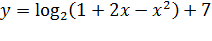 y = log₂(1 + 2x − x²) + 7